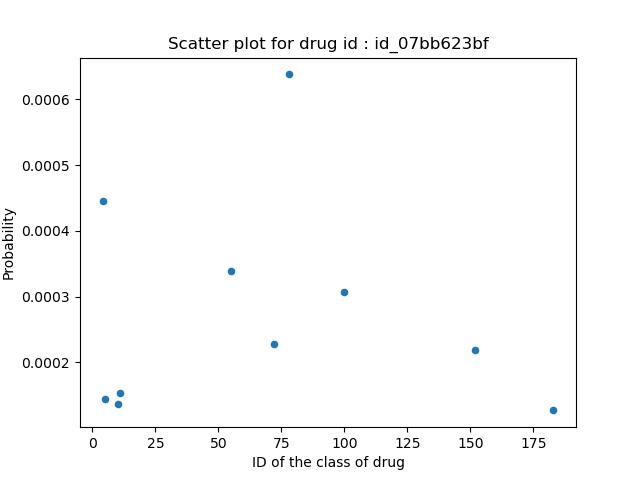 Scatter plot for drug id : id_07bb623bf
0.0006
0.0005
0.0004
0.0003
0.0002
Probability
0 25 50 75 100 125 150 175
ID of the class of drug